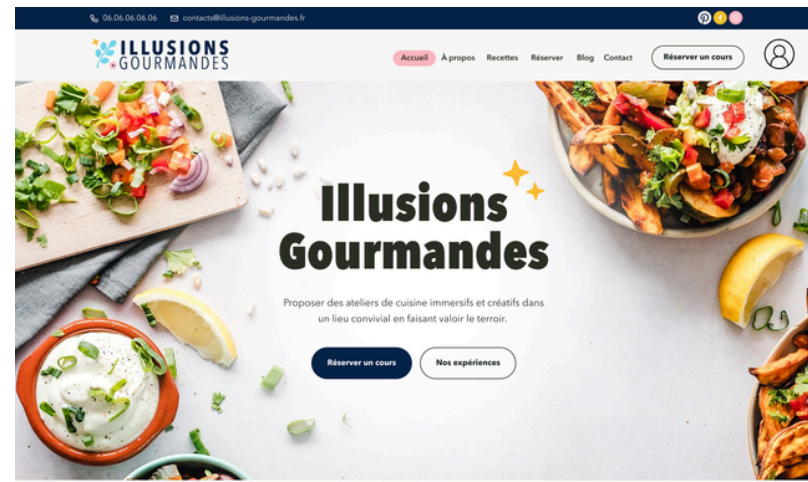 06.06.06.06.06 contacts@illusions-gourmandes.fr
ILLUSIONS
GOURMANDES
Accueil À propos Recettes Réserver Blog Contact Réserver un cours
Illusions
Gourmandes
Proposer des ateliers de cuisine immersifs et créatifs dans
un lieu convivial en faisant valoir le terroir.
Réserver un cours Nos expériences